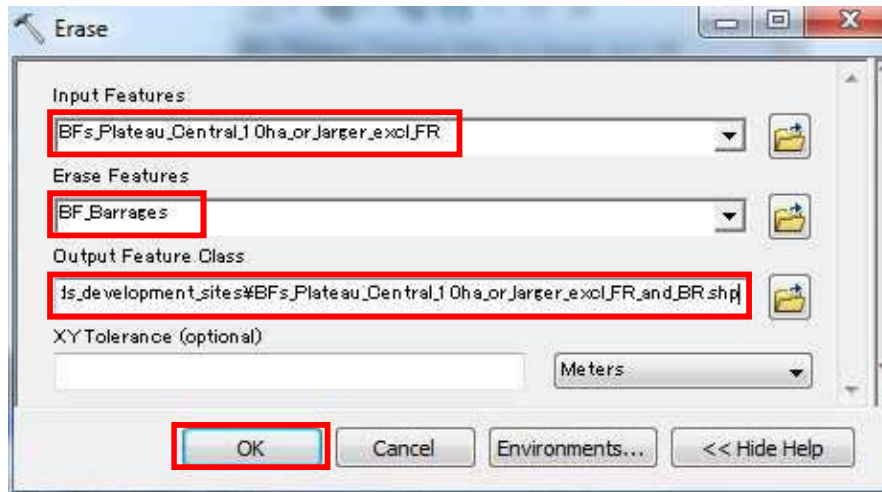 Erase
Input Features
BFs_Plateau_Central_10ha_or_larger_excl_FR
Erase Features
BF_Barrages
Output Feature Class
ls_development_sites¥BFs_Plateau_Central_10ha_or_larger_excl_FR_and_BR.shp
XY Tolerance (optional)
Meters
OK Cancel Environments... << Hide Help